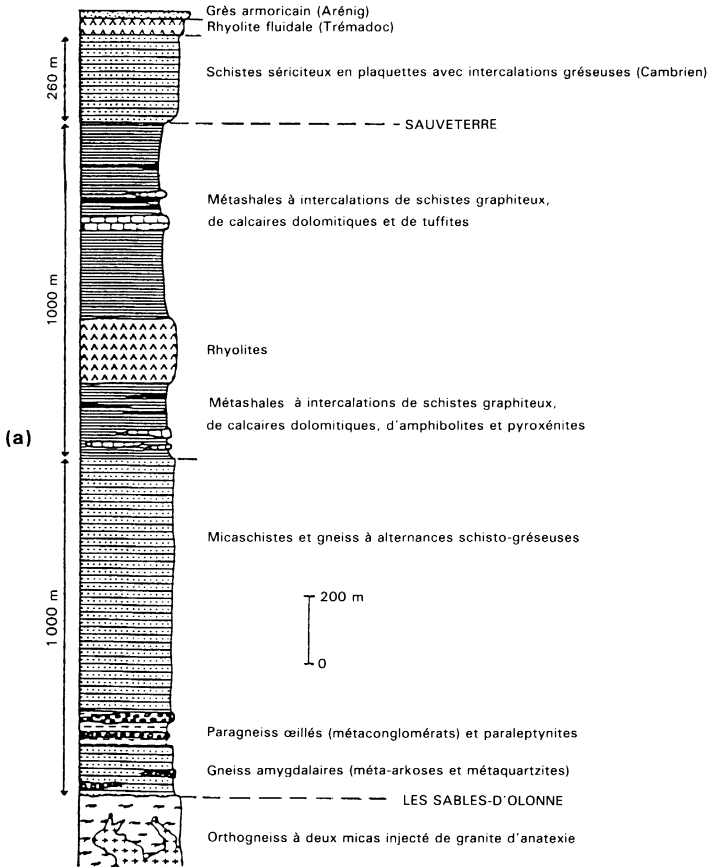 Grès armoricain (Arénig)
Rhyolite fluidale (Trémadoc)
260 m
Schistes sériciteux en plaquettes avec intercalations gréseuses (Cambrien)
SAUVETERRE
Métashales à intercalations de schistes graphiteux,
de calcaires dolomitiques et de tuffites
1000 m
Rhyolites
Métashales à intercalations de schistes graphiteux,
de calcaires dolomitiques, d'amphibolites et pyroxénites
(a)
Micaschistes et gneiss à alternances schisto-gréseuses
200 m
0
1000 m
Paragneiss œillés (métaconglomérats) et paraleptynites
Gneiss amygdalaires (méta-arkoses et métaquartzites)
LES SABLES-D'OLONNE
Orthogneiss à deux micas injecté de granite d'anatexie